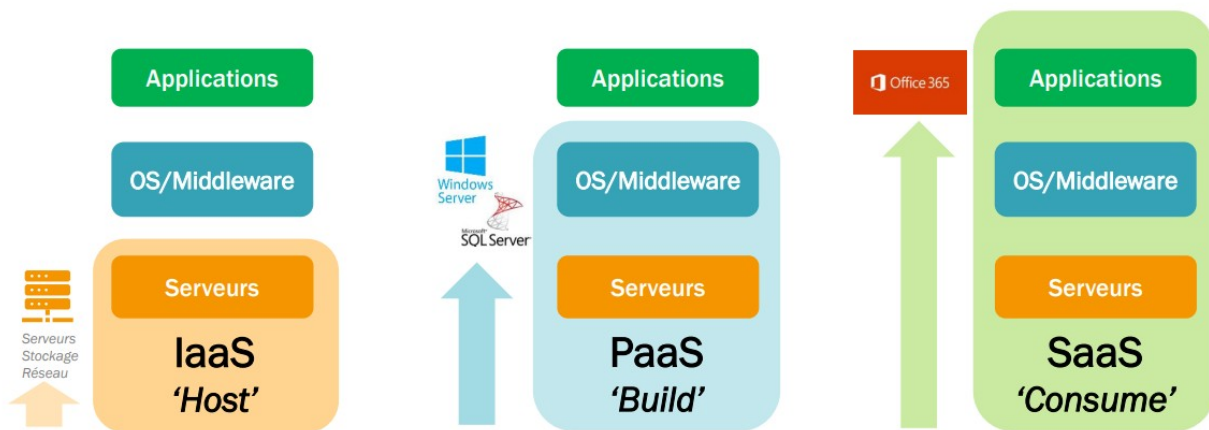 Applications
OS/Middleware
Serveurs
Serveurs
Stockage
Réseau
IaaS
‘Host’
Applications
Windows
Server
OS/Middleware
Microsoft
SQL Server
Serveurs
PaaS
‘Build’
Office 365
Applications
OS/Middleware
Serveurs
SaaS
‘Consume’